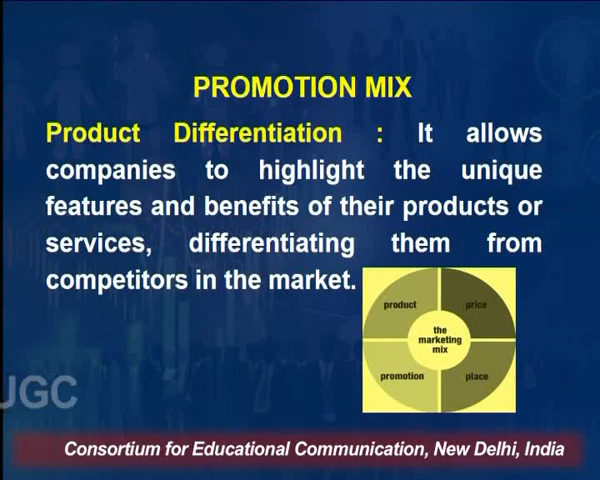 PROMOTION MIX
Product Differentiation : It allows
companies to highlight the unique
features and benefits of their products or
services, differentiating them from
competitors in the market.
product
price
the
marketing
mix
promotion
place
UGC
Consortium for Educational Communication, New Delhi, India